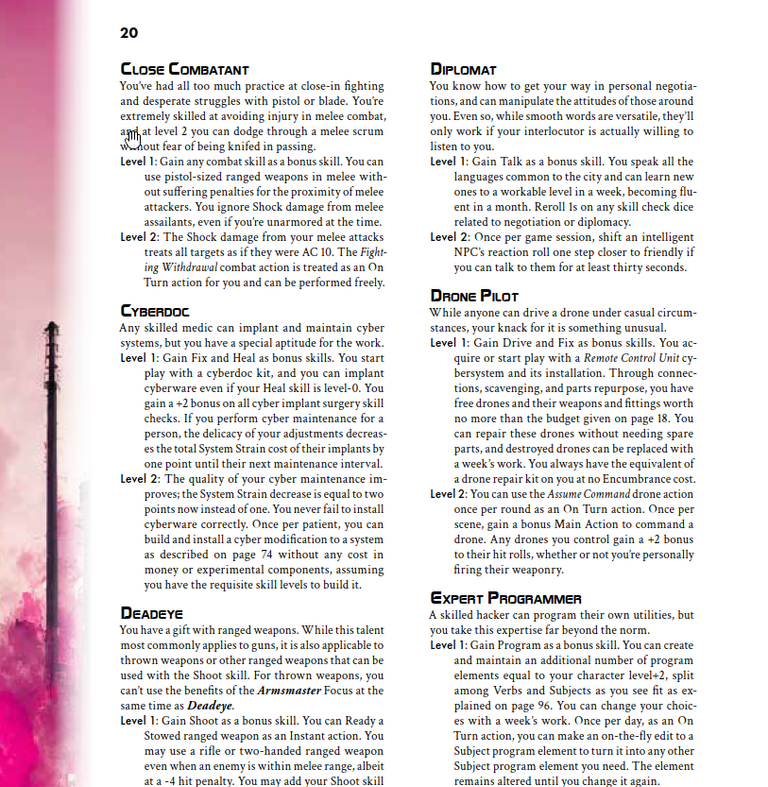 20
CLOSE COMBATANT
You've had all too much practice at close-in fighting
and desperate struggles with pistol or blade. You're
extremely skilled at avoiding injury in melee combat,
and at level 2 you can dodge through a melee scrum
without fear of being knifed in passing.
Level 1: Gain any combat skill as a bonus skill. You can
use pistol-sized ranged weapons in melee with-
out suffering penalties for the proximity of melee
attackers. You ignore Shock damage from melee
assailants, even if you're unarmored at the time.
Level 2: The Shock damage from your melee attacks
treats all targets as if they were AC 10. The Fight-
ing Withdrawal combat action is treated as an On
Turn action for you and can be performed freely.
CYBERDOC
Any skilled medic can implant and maintain cyber
systems, but you have a special aptitude for the work.
Level 1: Gain Fix and Heal as bonus skills. You start
play with a cyberdoc kit, and you can implant
cyberware even if your Heal skill is level-0. You
gain a +2 bonus on all cyber implant surgery skill
checks. If you perform cyber maintenance for a
person, the delicacy of your adjustments decreas-
es the total System Strain cost of their implants by
one point until their next maintenance interval.
Level 2: The quality of your cyber maintenance im-
proves; the System Strain decrease is equal to two
points now instead of one. You never fail to install
cyberware correctly. Once per patient, you can
build and install a cyber modification to a system
as described on page 74 without any cost in
money or experimental components, assuming
you have the requisite skill levels to build it.
DEADEYE
You have a gift with ranged weapons. While this talent
most commonly applies to guns, it is also applicable to
thrown weapons or other ranged weapons that can be
used with the Shoot skill. For thrown weapons, you
can't use the benefits of the Armsmaster Focus at the
same time as Deadeye.
Level 1: Gain Shoot as a bonus skill. You can Ready a
Stowed ranged weapon as an Instant action. You
may use a rifle or two-handed ranged weapon
even when an enemy is within melee range, albeit
at a -4 hit penalty. You may add your Shoot skill
DIPLOMAT
You know how to get your way in personal negotia-
tions, and can manipulate the attitudes of those around
you. Even so, while smooth words are versatile, they'll
only work if your interlocutor is actually willing to
listen to you.
Level 1: Gain Talk as a bonus skill. You speak all the
languages common to the city and can learn new
ones to a workable level in a week, becoming flu-
ent in a month. Reroll 1s on any skill check dice
related to negotiation or diplomacy.
Level 2: Once per game session, shift an intelligent
NPC's reaction roll one step closer to friendly if
you can talk to them for at least thirty seconds.
DRONE PILOT
While anyone can drive a drone under casual circum-
stances, your knack for it is something unusual.
Level 1: Gain Drive and Fix as bonus skills. You ac-
quire or start play with a Remote Control Unit cy-
bersystem and its installation. Through connec-
tions, scavenging, and parts repurpose, you have
free drones and their weapons and fittings worth
no more than the budget given on page 18. You
can repair these drones without needing spare
parts, and destroyed drones can be replaced with
a week's work. You always have the equivalent of
a drone repair kit on you at no Encumbrance cost.
Level 2: You can use the Assume Command drone action
once per round as an On Turn action. Once per
scene, gain a bonus Main Action to command a
drone. Any drones you control gain a +2 bonus
to their hit rolls, whether or not you're personally
firing their weaponry.
EXPERT PROGRAMMER
A skilled hacker can program their own utilities, but
you take this expertise far beyond the norm.
Level 1: Gain Program as a bonus skill. You can create
and maintain an additional number of program
elements equal to your character level+2, split
among Verbs and Subjects as you see fit as ex-
plained on page 96. You can change your choic-
es with a week's work. Once per day, as an On
Turn action, you can make an on-the-fly edit to a
Subject program element to turn it into any other
Subject program element you need. The element
remains altered until you change it again.